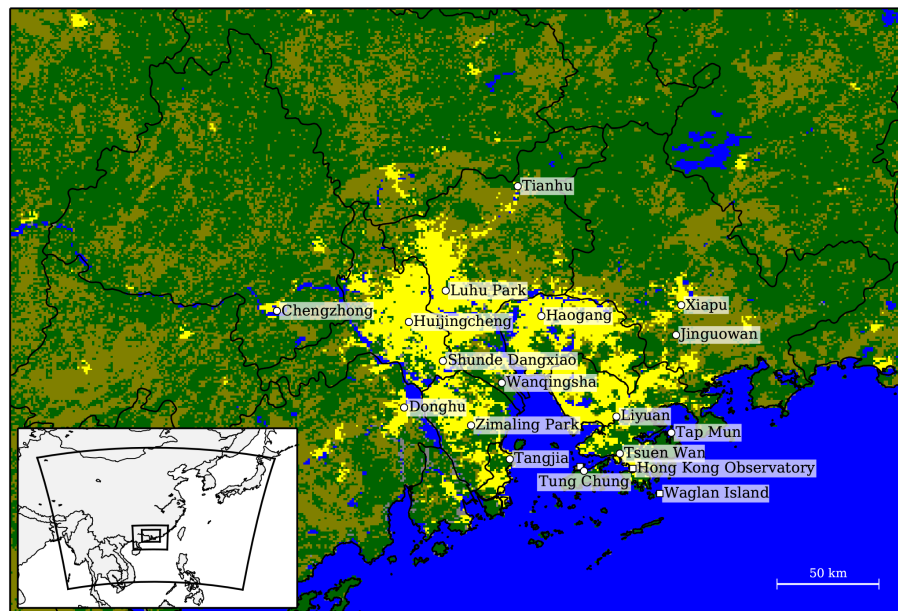 Tianhu
Luhu Park
Chengzhong
Xiapu
Haogang
Huijingcheng
Jinguowan
Shunde Dangxiao
Wanqingsha
Donghu
Liyuan
Zimaling Park
Tap Mun
Tsuen Wan
Tangjia
Hong Kong Observatory
Tung Chung
Waglan Island
50 km